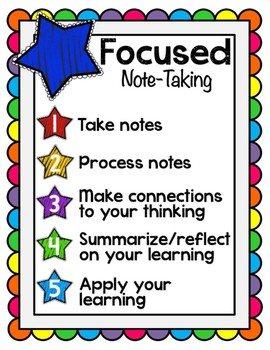 Focused
Note-Taking
1 Take notes
2 Process notes
3 Make connections
to your thinking
4 Summarize/reflect
on your learning
5 Apply your
learning